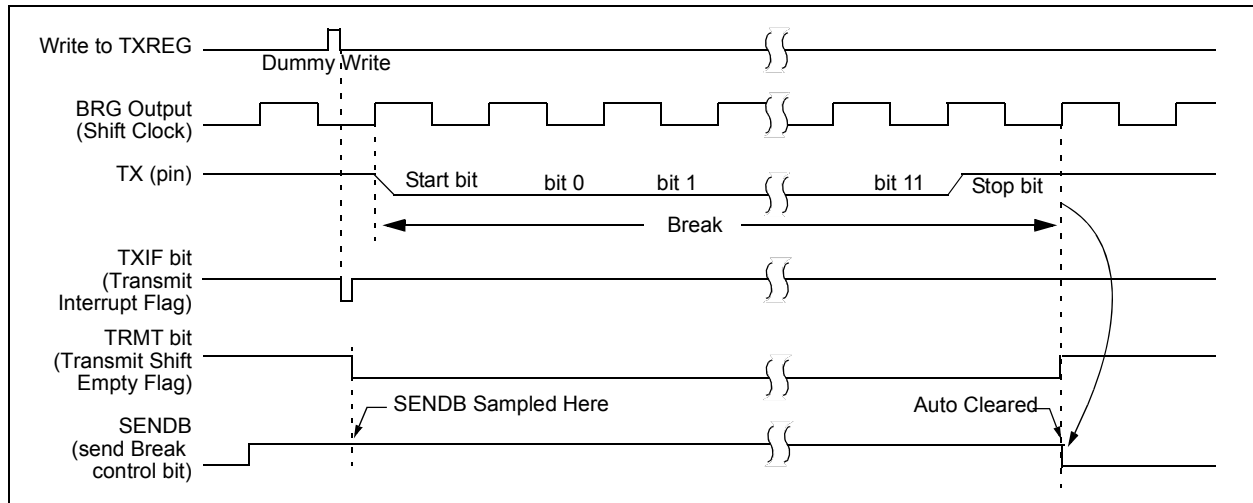 Write to TXREG
Dummy Write
BRG Output
(Shift Clock)
TX (pin)
Start bit
bit 0
bit 1
bit 11
Stop bit
Break
TXIF bit
(Transmit
Interrupt Flag)
TRMT bit
(Transmit Shift
Empty Flag)
SENDB Sampled Here
Auto Cleared
SENDB
(send Break
control bit)